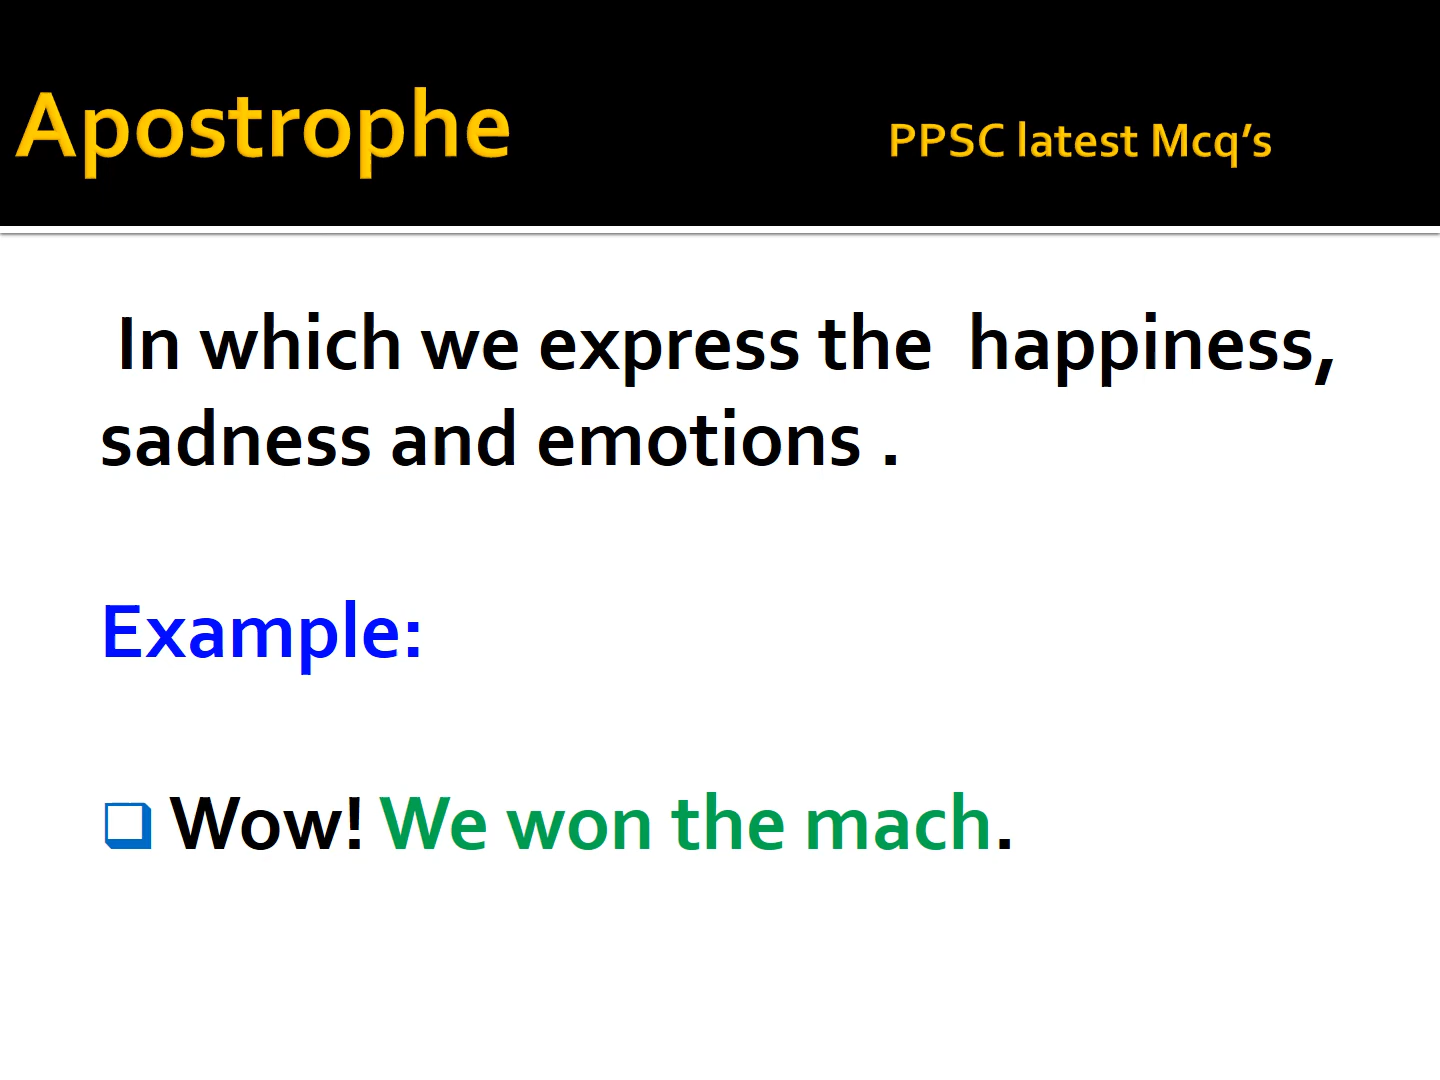 Apostrophe
PPSC latest Mcq’s
In which we express the happiness,
sadness and emotions .
Example:
Wow! We won the mach.